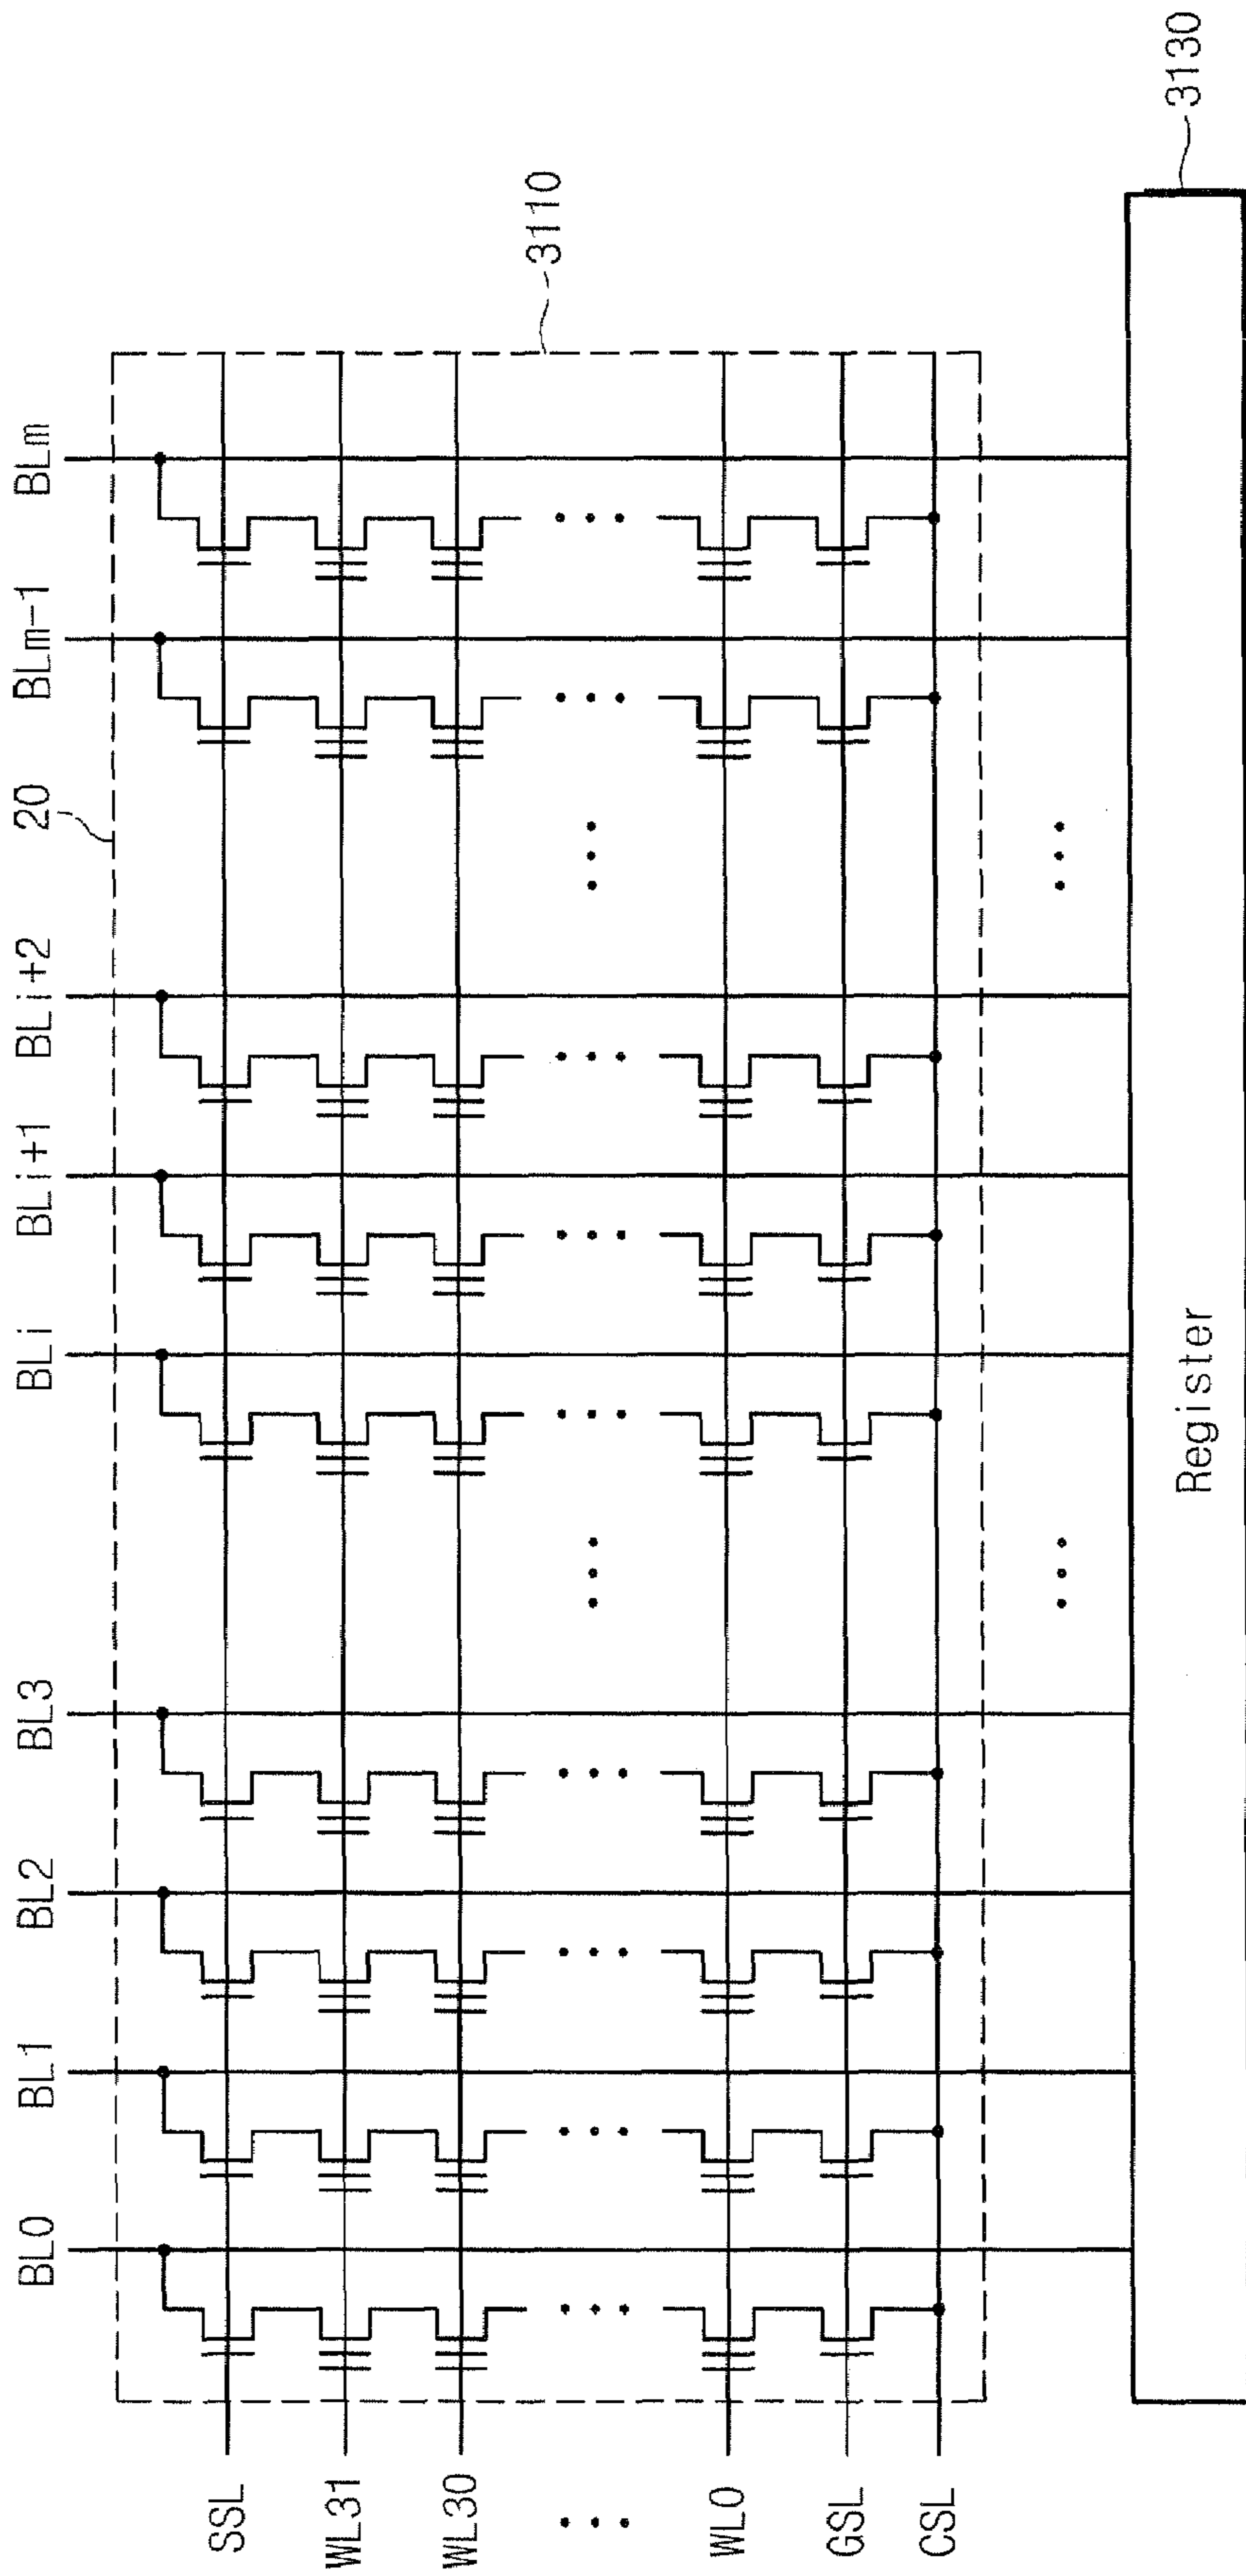 BL0 BL1 BL2 BL3 BLi BLi+1 BLi+2 20 BLm-1 BLm
3110
SSL
WL31
WL30
WL0
GSL
CSL
Register
3130